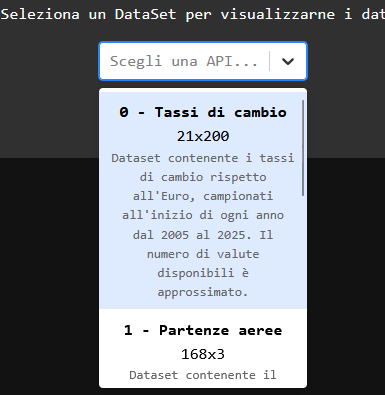 Seleziona un DataSet per visualizzarne i dat
Scegli una API...
0 - Tassi di cambio
21x200
Dataset contenente i tassi
di cambio rispetto
all'Euro, campionati
all'inizio di ogni anno
dal 2005 al 2025. Il
numero di valute
disponibili è
approssimato.
1 - Partenze aeree
168x3
Dataset contenente il